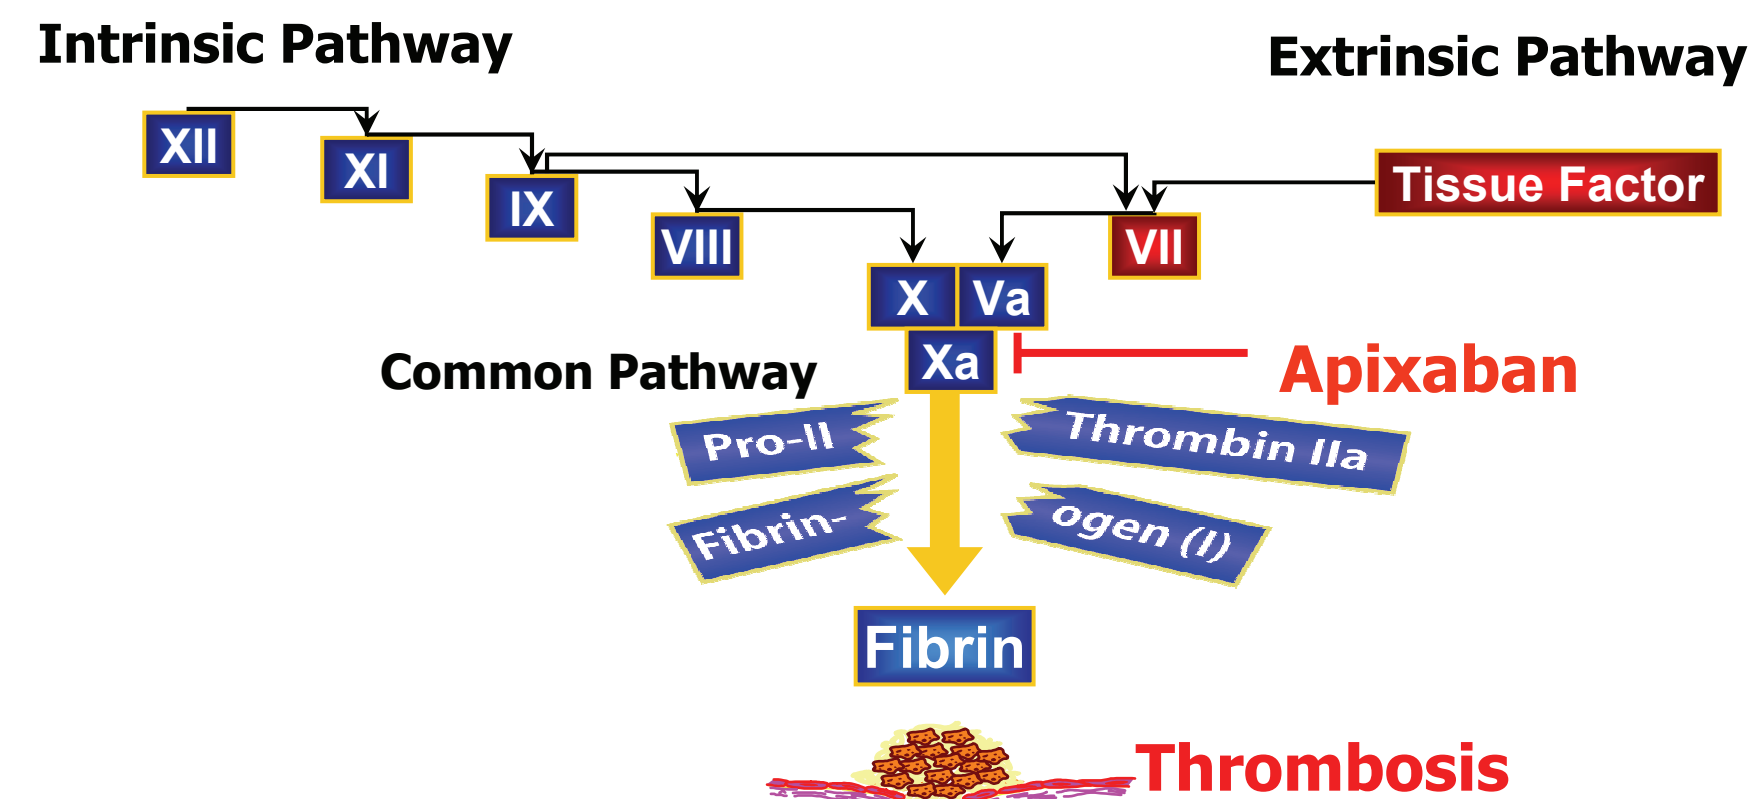 Intrinsic Pathway
Extrinsic Pathway
XII
XI
IX
VIII
VII
Tissue Factor
X
Va
Xa
Common Pathway
Apixaban
Pro-II
Thrombin IIa
Fibrin-
ogen (I)
Fibrin
Thrombosis